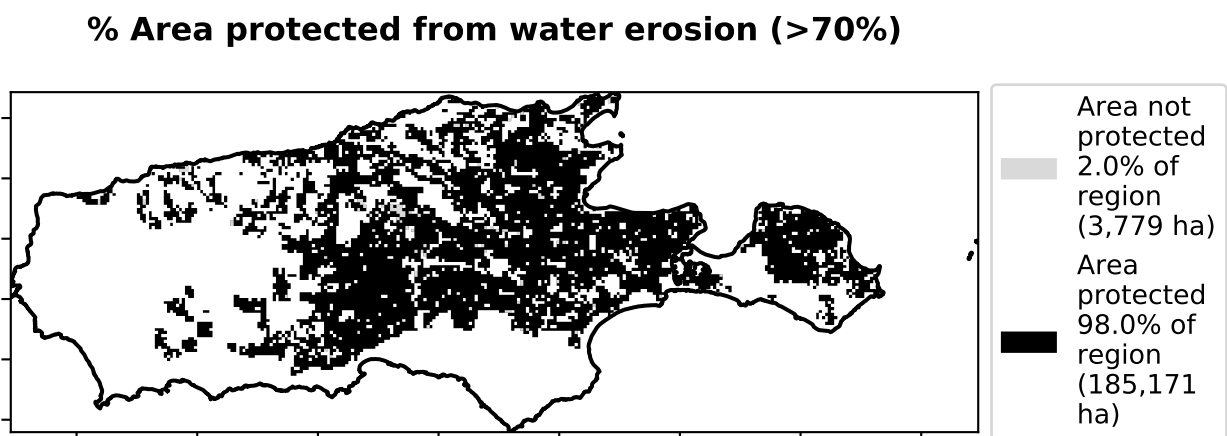 % Area protected from water erosion (>70%)
Area not
protected
2.0% of
region
(3,779 ha)
Area
protected
98.0% of
region
(185,171
ha)